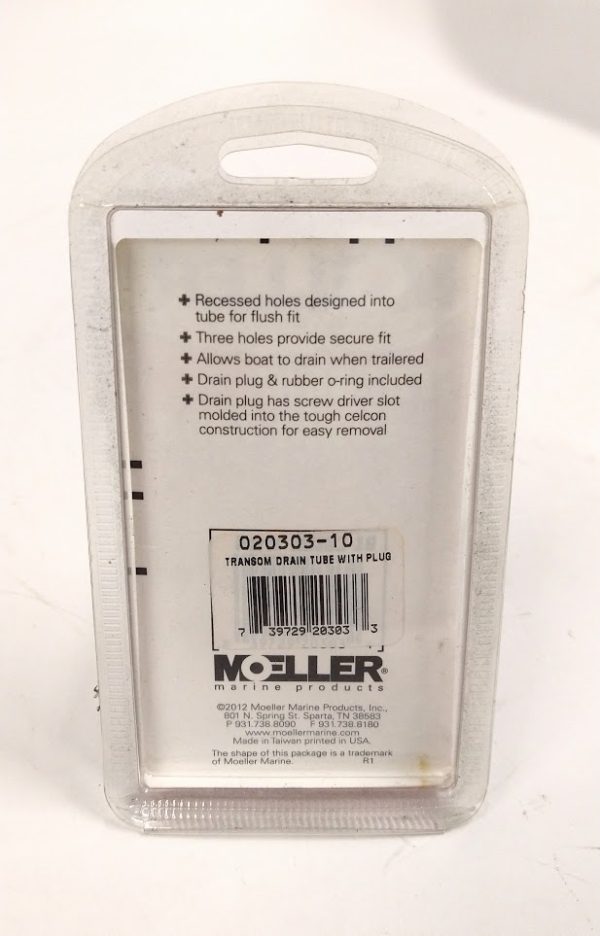 + Recessed holes designed into
tube for flush fit
+ Three holes provide secure fit
+ Allows boat to drain when trailered
+ Drain plug & rubber o-ring included
+ Drain plug has screw driver slot
molded into the tough celcon
construction for easy removal
020303-10
TRANSOM DRAIN TUBE WITH PLUG
7 39729 20303 3
MOELLER®
marine products
©2012 Moeller Marine Products, Inc.,
801 N. Spring St. Sparta, TN 38583
P 931.738.8090 F 931.738.8180
www.moellermarine.com
Made in Taiwan printed in USA.
The shape of this package is a trademark
of Moeller Marine. R1